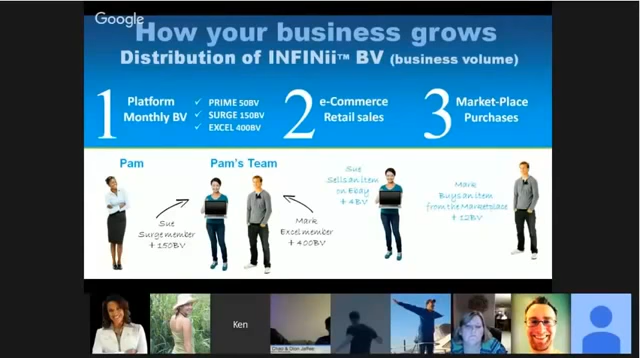 Google
How your business grows
Distribution of INFINii™ BV (business volume)
1 Platform
Monthly BV
✓ PRIME 50BV
✓ SURGE 150BV
✓ EXCEL 400BV
2 e-Commerce
Retail sales
3 Market-Place
Purchases
Pam
Pam's Team
Sue
Surge member
+ 150BV
Mark
Excel member
+ 400BV
Sue
Sells an item
on Ebay
+ 4BV
Mark
Buys an item
from the Marketplace
+ 12BV
Ken